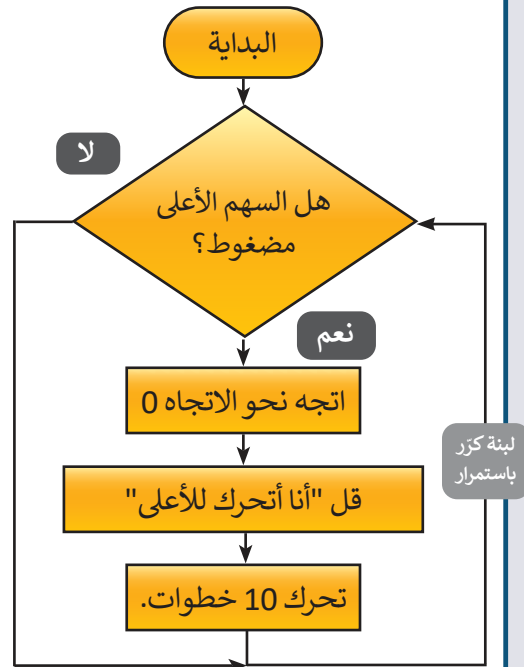 البداية
لا
هل السهم الأعلى
مضغوط؟
نعم
اتجه نحو الاتجاه 0
لبنة كرّر
باستمرار
قل "أنا أتحرك للأعلى"
تحرك 10 خطوات.